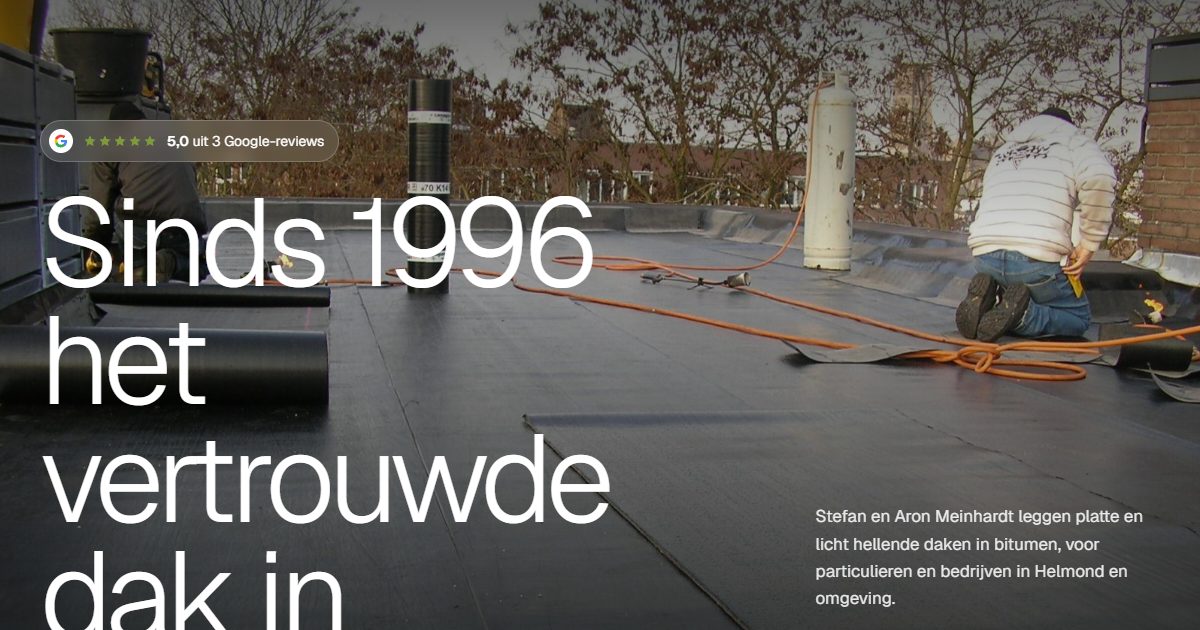 5,0 uit 3 Google-reviews
Sinds 1996
het
vertrouwde
dak in
Stefan en Aron Meinhardt leggen platte en
licht hellende daken in bitumen, voor
particulieren en bedrijven in Helmond en
omgeving.